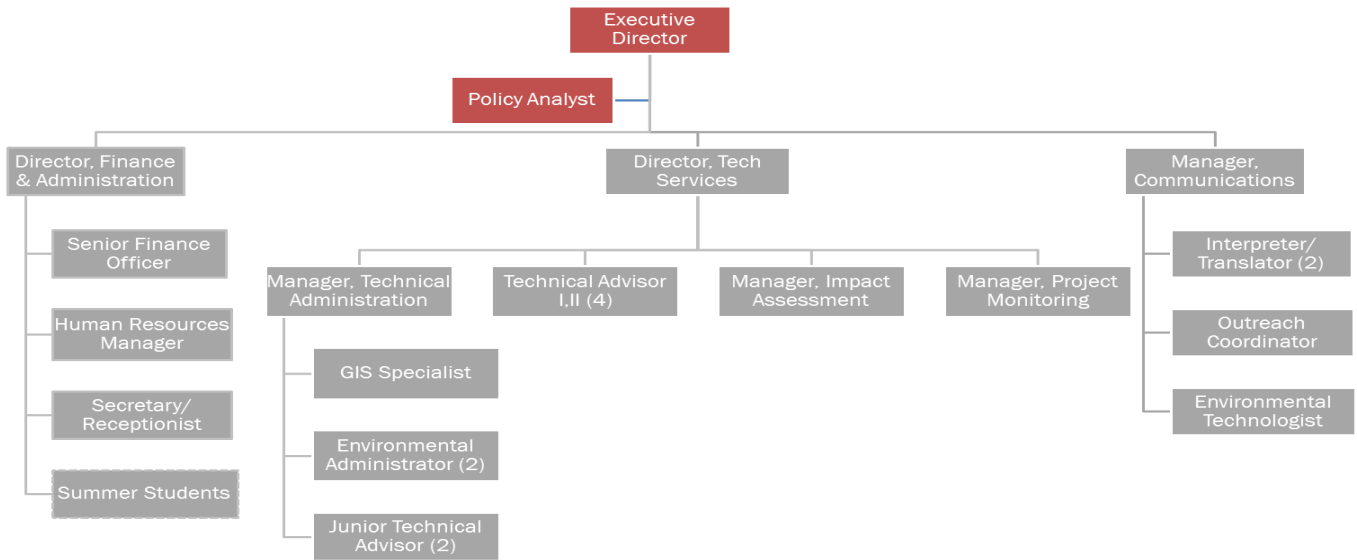 Executive
Director
Policy Analyst
Director, Finance
& Administration
Director, Tech
Services
Manager,
Communications
Senior Finance
Officer
Human Resources
Manager
Secretary/
Receptionist
Summer Students
Manager, Technical
Administration
Technical Advisor
I,II (4)
Manager, Impact
Assessment
Manager, Project
Monitoring
GIS Specialist
Environmental
Administrator (2)
Junior Technical
Advisor (2)
Interpreter/
Translator (2)
Outreach
Coordinator
Environmental
Technologist